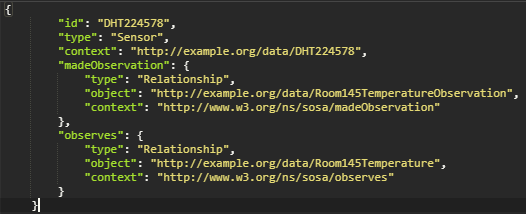 {
"id": "DHT224578",
"type": "Sensor",
"context": "http://example.org/data/DHT224578",
"madeObservation": {
"type": "Relationship",
"object": "http://example.org/data/Room145TemperatureObservation",
"context": "http://www.w3.org/ns/sosa/madeObservation"
},
"observes": {
"type": "Relationship",
"object": "http://example.org/data/Room145Temperature",
"context": "http://www.w3.org/ns/sosa/observes"
}
}